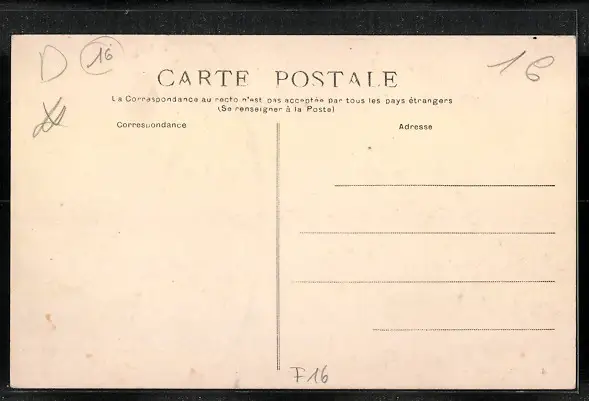 D 16 16
CARTE POSTALE
La Correspondance au recto n'est pas acceptée par tous les pays étrangers
(Se renseigner à la Poste)
Correspondance Adresse
F16